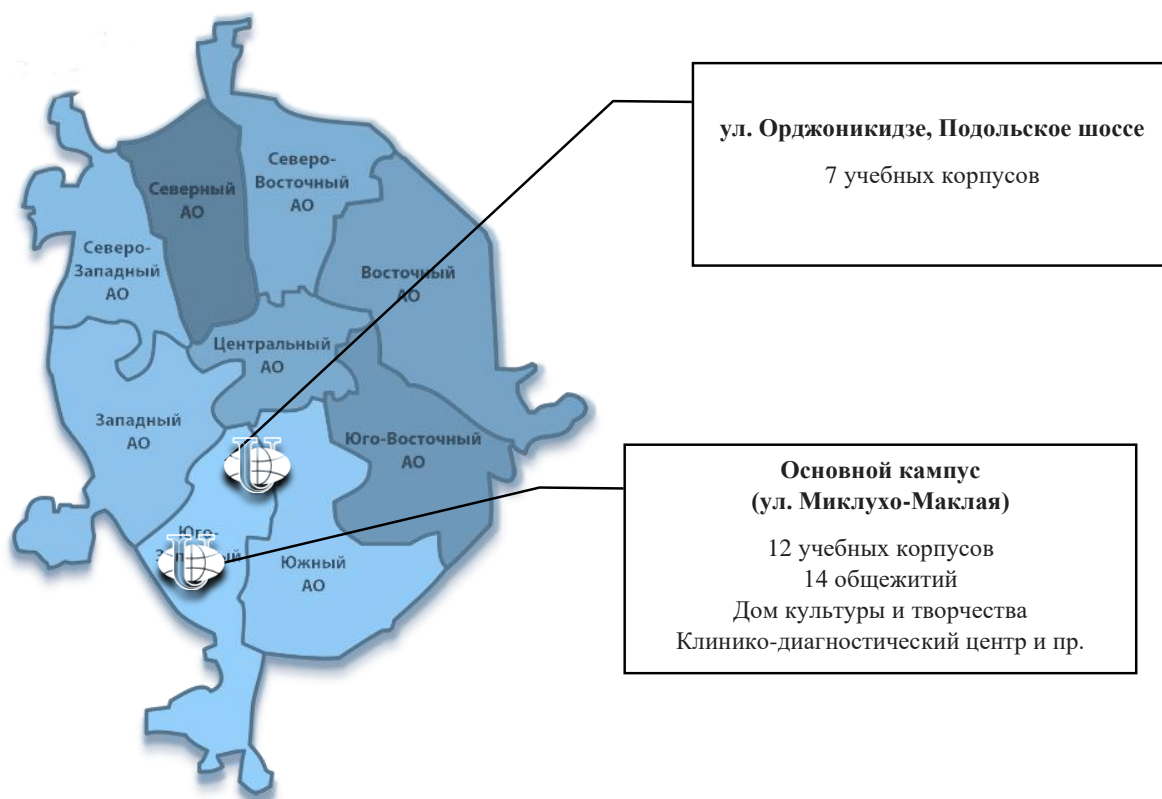 Северный
АО
Северо-
Восточный
АО
Северо-
Западный
АО
Восточный
АО
Центральный
АО
Западный
АО
Юго-Восточный
АО
Юго-
Южный
АО
U
U
ул. Орджоникидзе, Подольское шоссе
7 учебных корпусов
Основной кампус
(ул. Миклухо-Маклая)
12 учебных корпусов
14 общежитий
Дом культуры и творчества
Клинико-диагностический центр и пр.